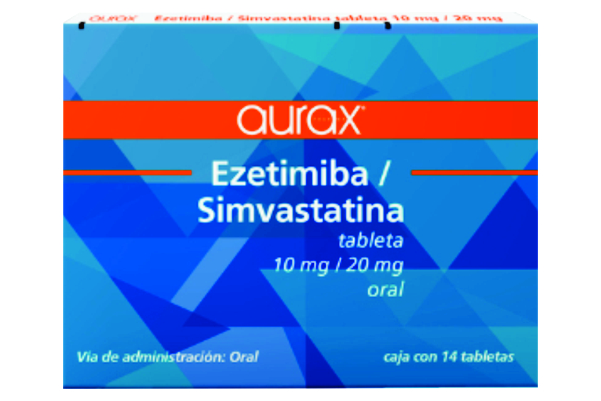 aurax Ezetimiba / Simvastatina tableta 10 mg / 20 mg
aurax
Ezetimiba /
Simvastatina
tableta
10 mg / 20 mg
oral
Vía de administración: Oral
caja con 14 tabletas